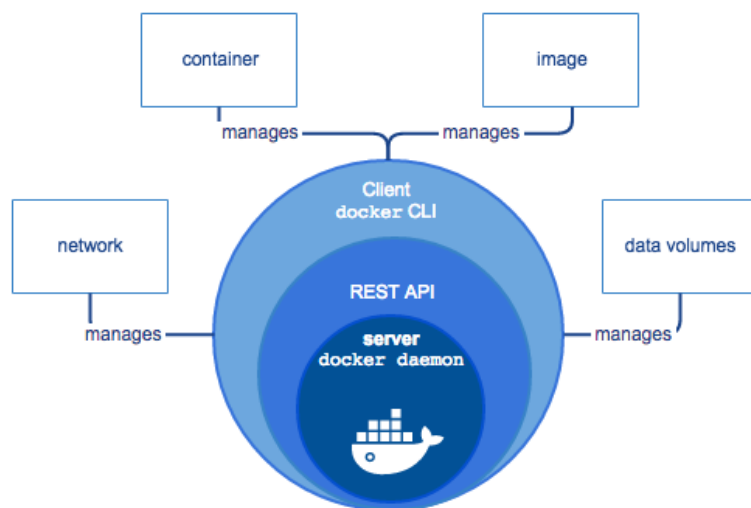 container
image
manages
manages
Client
docker CLI
network
data volumes
REST API
manages
manages
server
docker daemon